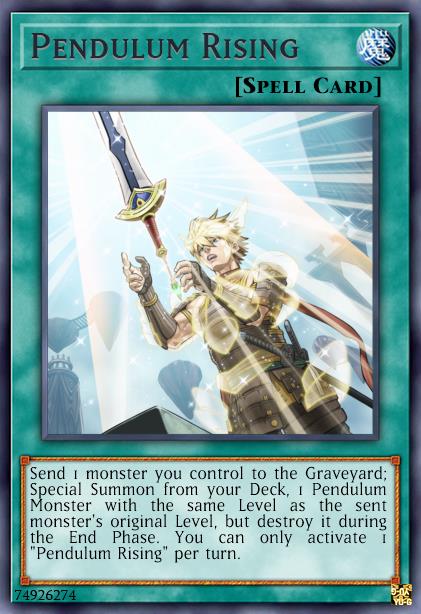 Pendulum Rising
魔
[Spell Card]
Send 1 monster you control to the Graveyard;
Special Summon from your Deck, 1 Pendulum
Monster with the same Level as the sent
monster's original Level, but destroy it during
the End Phase. You can only activate 1
"Pendulum Rising" per turn.
74926274